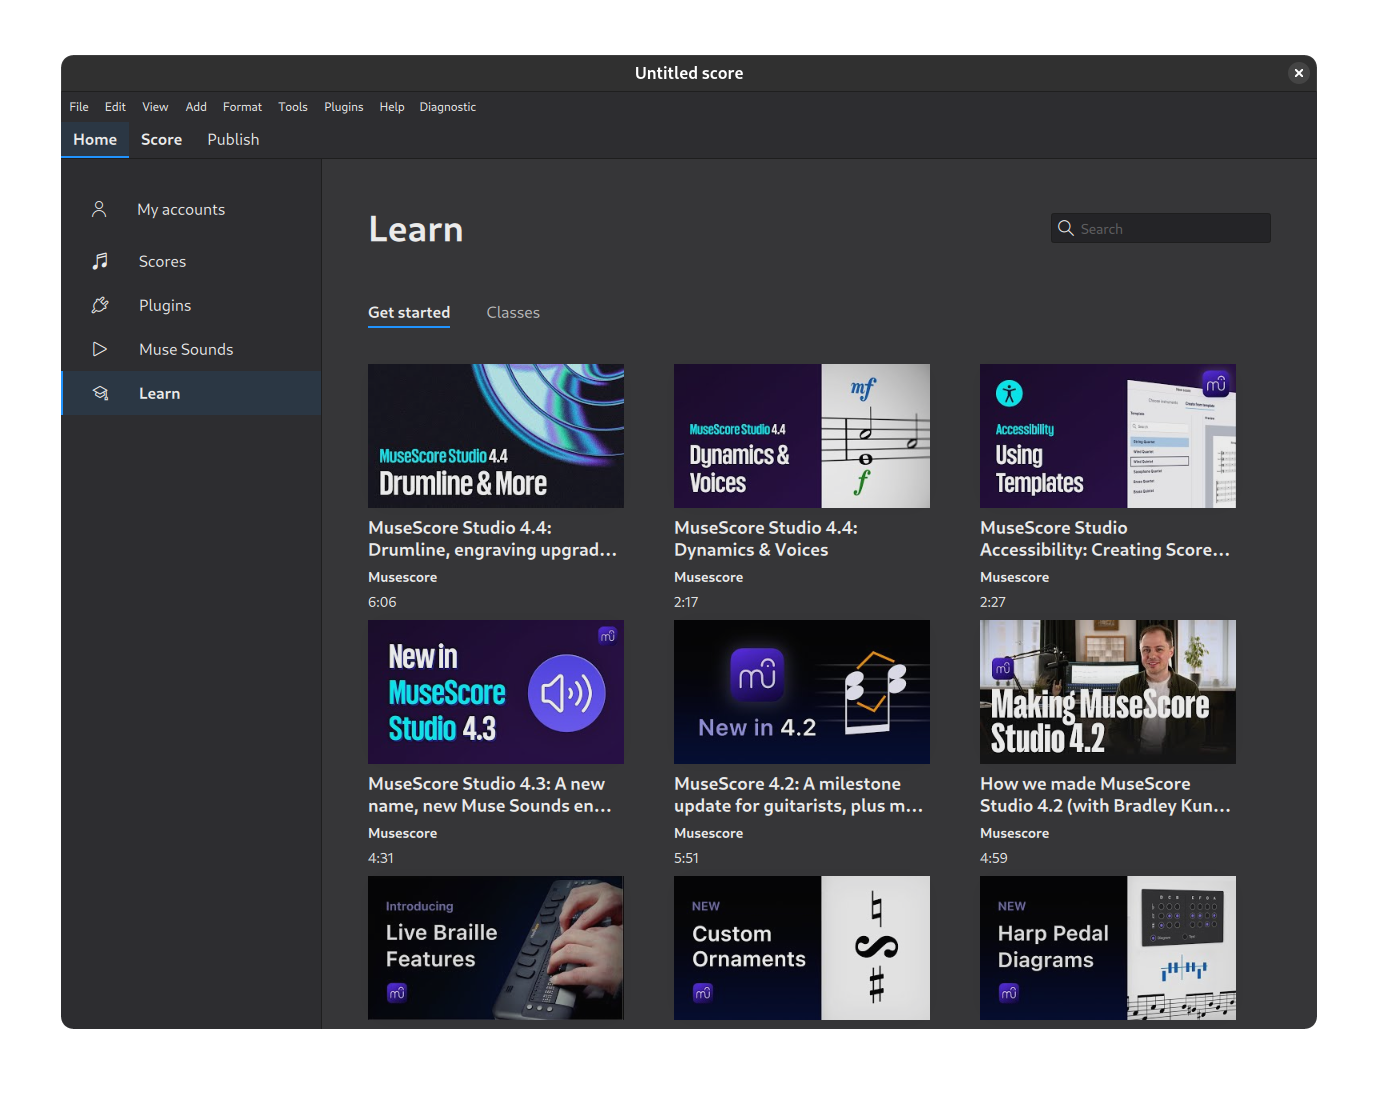 Untitled score
File Edit View Add Format Tools Plugins Help Diagnostic
Home Score Publish
My accounts
Scores
Plugins
Muse Sounds
Learn
Learn
Search
Get started Classes
MuseScore Studio 4.4
Drumline & More
MuseScore Studio 4.4:
Drumline, engraving upgrad...
Musescore
6:06
mf
MuseScore Studio 4.4
Dynamics &
Voices
f
MuseScore Studio 4.4:
Dynamics & Voices
Musescore
2:17
Accessibility
Using
Templates
MuseScore Studio
Accessibility: Creating Score...
Musescore
2:27
New in
MuseScore
Studio 4.3
MuseScore Studio 4.3: A new
name, new Muse Sounds en...
Musescore
4:31
New in 4.2
MuseScore 4.2: A milestone
update for guitarists, plus m...
Musescore
5:51
Making MuseScore
Studio 4.2
How we made MuseScore
Studio 4.2 (with Bradley Kun...
Musescore
4:59
Introducing
Live Braille
Features
NEW
Custom
Ornaments
NEW
Harp Pedal
Diagrams